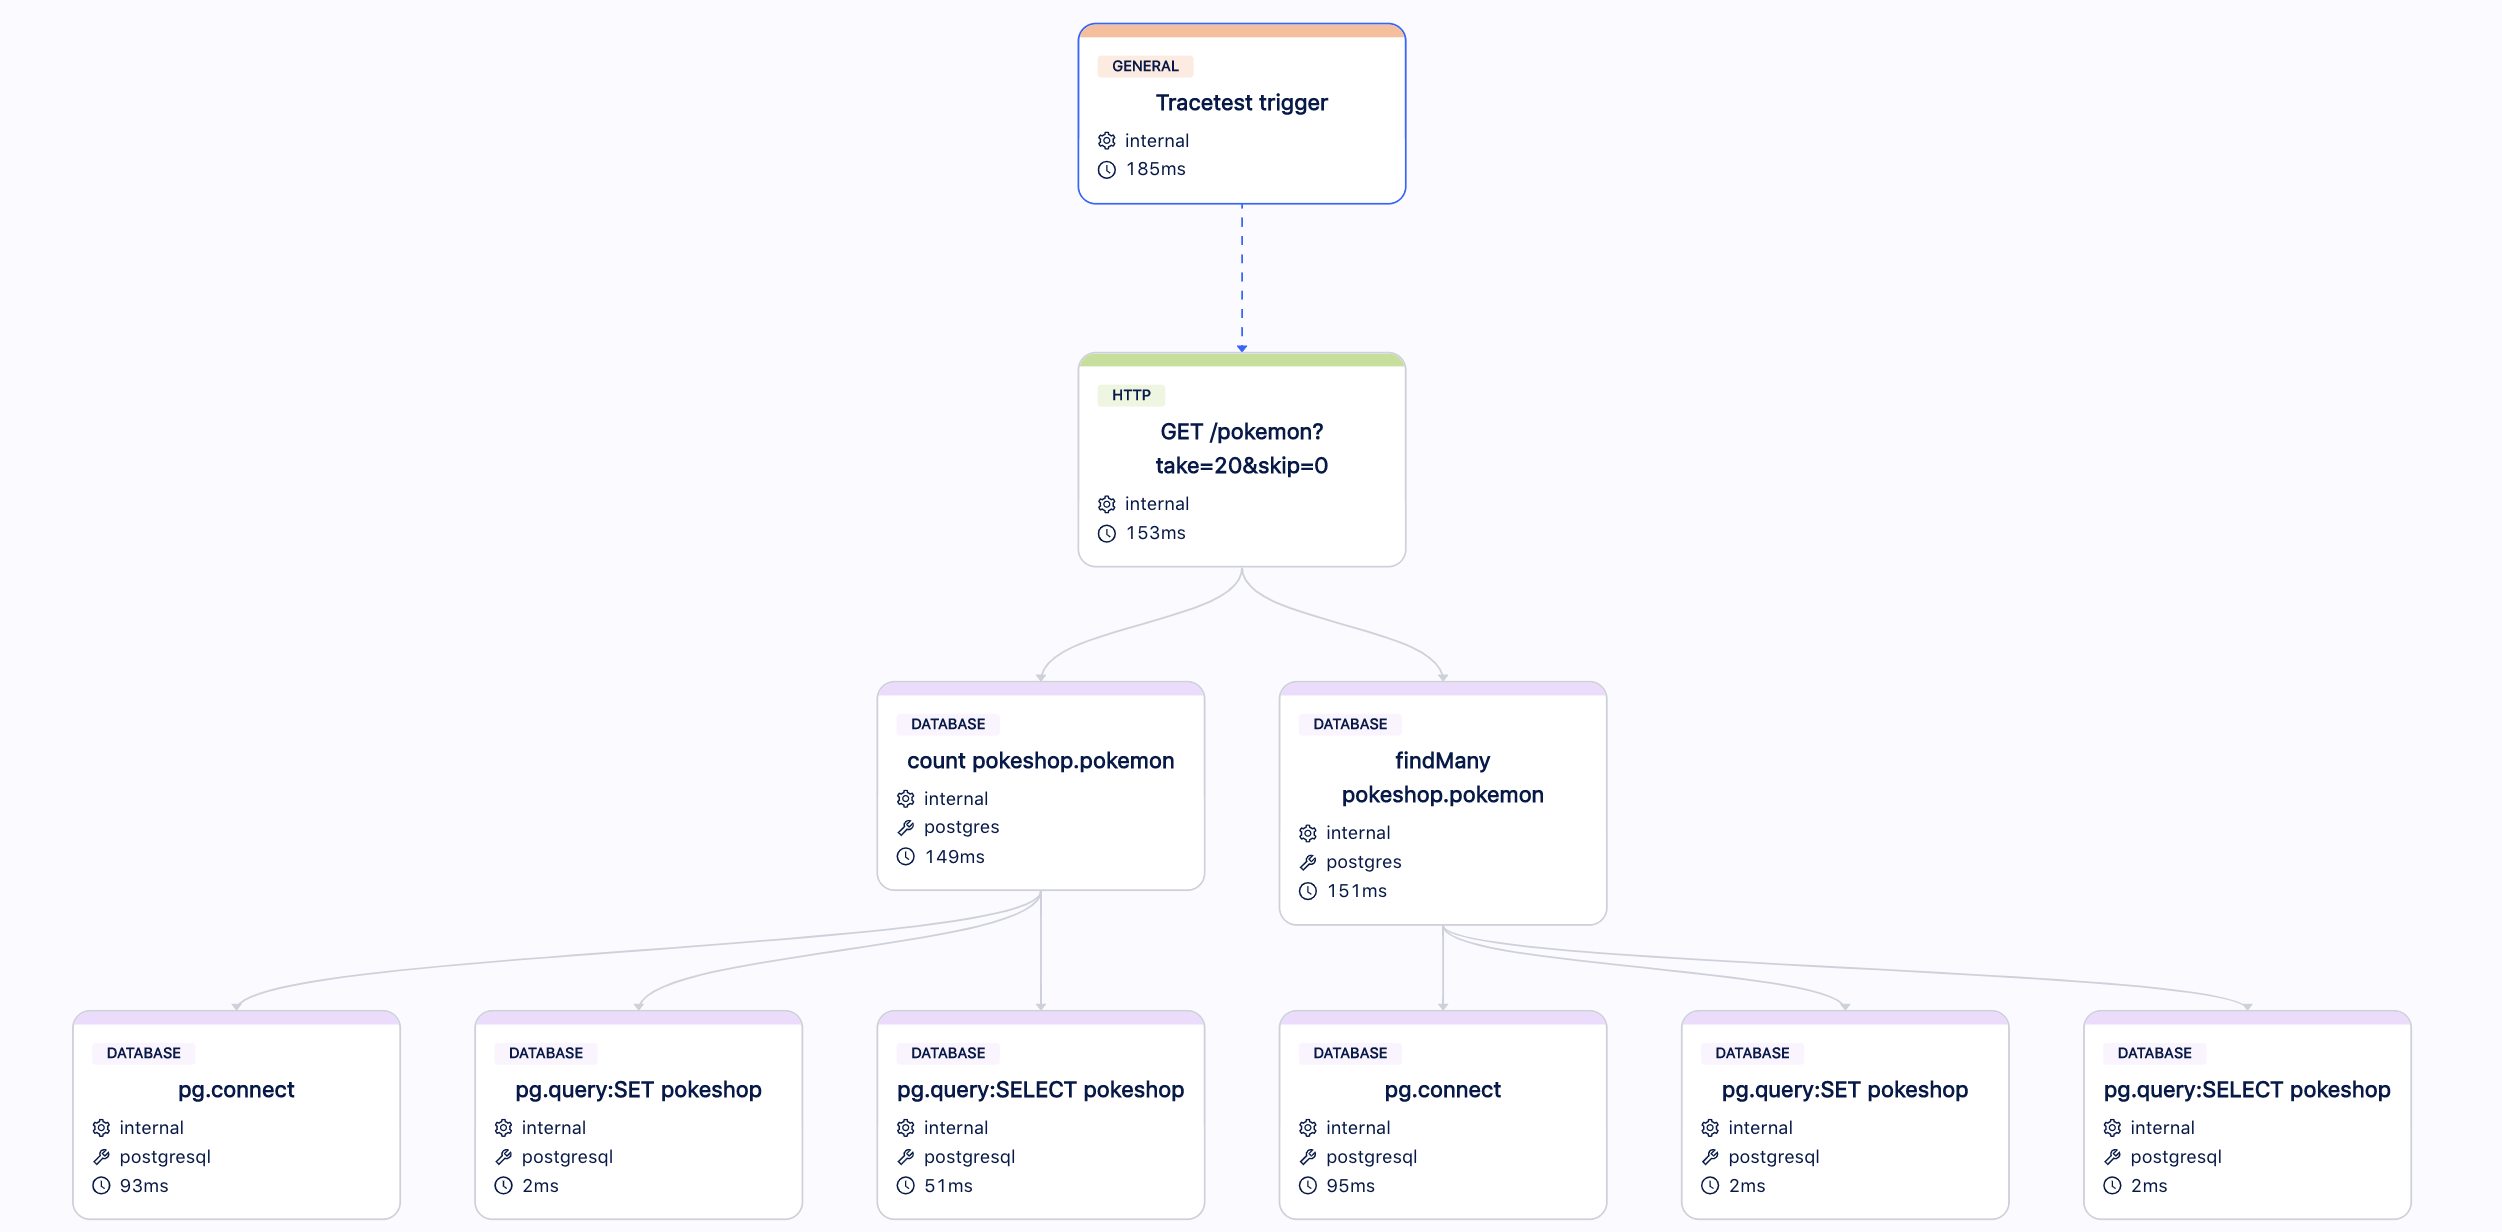 GENERAL
Tracetest trigger
internal
185ms
HTTP
GET /pokemon?
take=20&skip=0
internal
153ms
DATABASE
count pokeshop.pokemon
internal
postgres
149ms
DATABASE
findMany
pokeshop.pokemon
internal
postgres
151ms
DATABASE
pg.connect
internal
postgresql
93ms
DATABASE
pg.query:SET pokeshop
internal
postgresql
2ms
DATABASE
pg.query:SELECT pokeshop
internal
postgresql
51ms
DATABASE
pg.connect
internal
postgresql
95ms
DATABASE
pg.query:SET pokeshop
internal
postgresql
2ms
DATABASE
pg.query:SELECT pokeshop
internal
postgresql
2ms